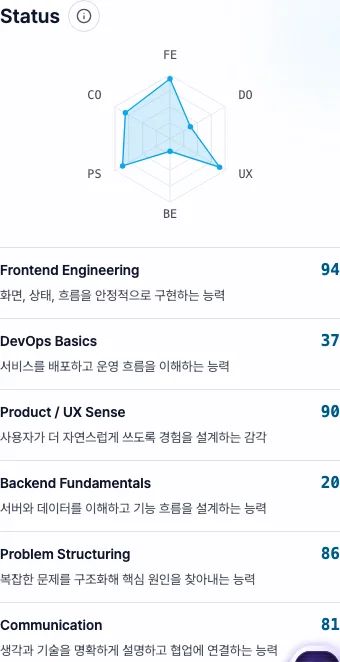 Status
FE
CO
DO
PS
UX
BE
Frontend Engineering
94
화면, 상태, 흐름을 안정적으로 구현하는 능력
DevOps Basics
37
서비스를 배포하고 운영 흐름을 이해하는 능력
Product / UX Sense
90
사용자가 더 자연스럽게 쓰도록 경험을 설계하는 감각
Backend Fundamentals
20
서버와 데이터를 이해하고 기능 흐름을 설계하는 능력
Problem Structuring
86
복잡한 문제를 구조화해 핵심 원인을 찾아내는 능력
Communication
81
생각과 기술을 명확하게 설명하고 협업에 연결하는 능력